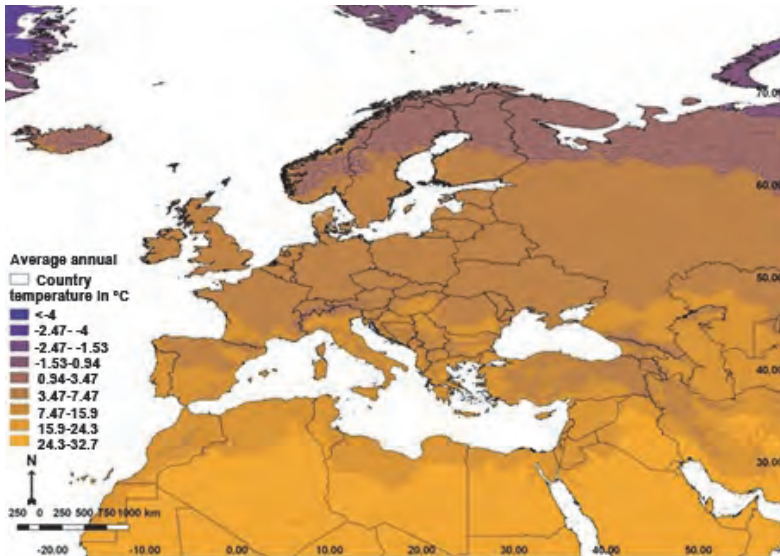 70.00
60.00
50.00
40.00
30.00
Average annual
Country
temperature in °C
<-4
-2.47- -4
-2.47- -1.53
-1.53-0.94
0.94-3.47
3.47-7.47
7.47-15.9
15.9-24.3
24.3-32.7
N
250 0 250 500 750 1000 km
-20.00 -10.00 0.00 10.00 20.00 30.00 40.00 50.00